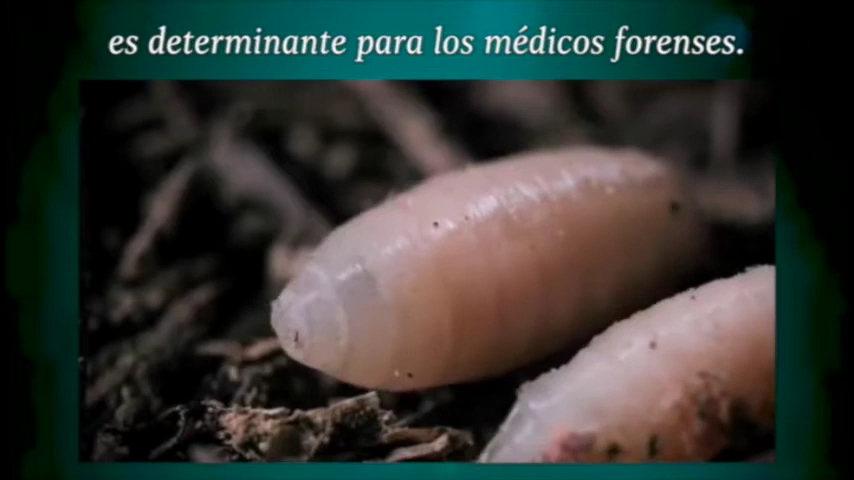 es determinante para los médicos forenses.